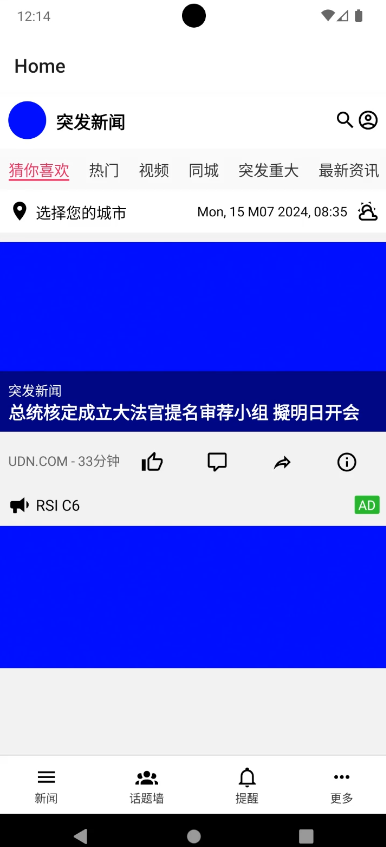 12:14
Home
突发新闻
猜你喜欢 热门 视频 同城 突发重大 最新资讯
选择您的城市 Mon, 15 M07 2024, 08:35
突发新闻
总统核定成立大法官提名审荐小组 擬明日开会
UDN.COM - 33分钟
RSI C6 AD
新闻 话题墙 提醒 更多